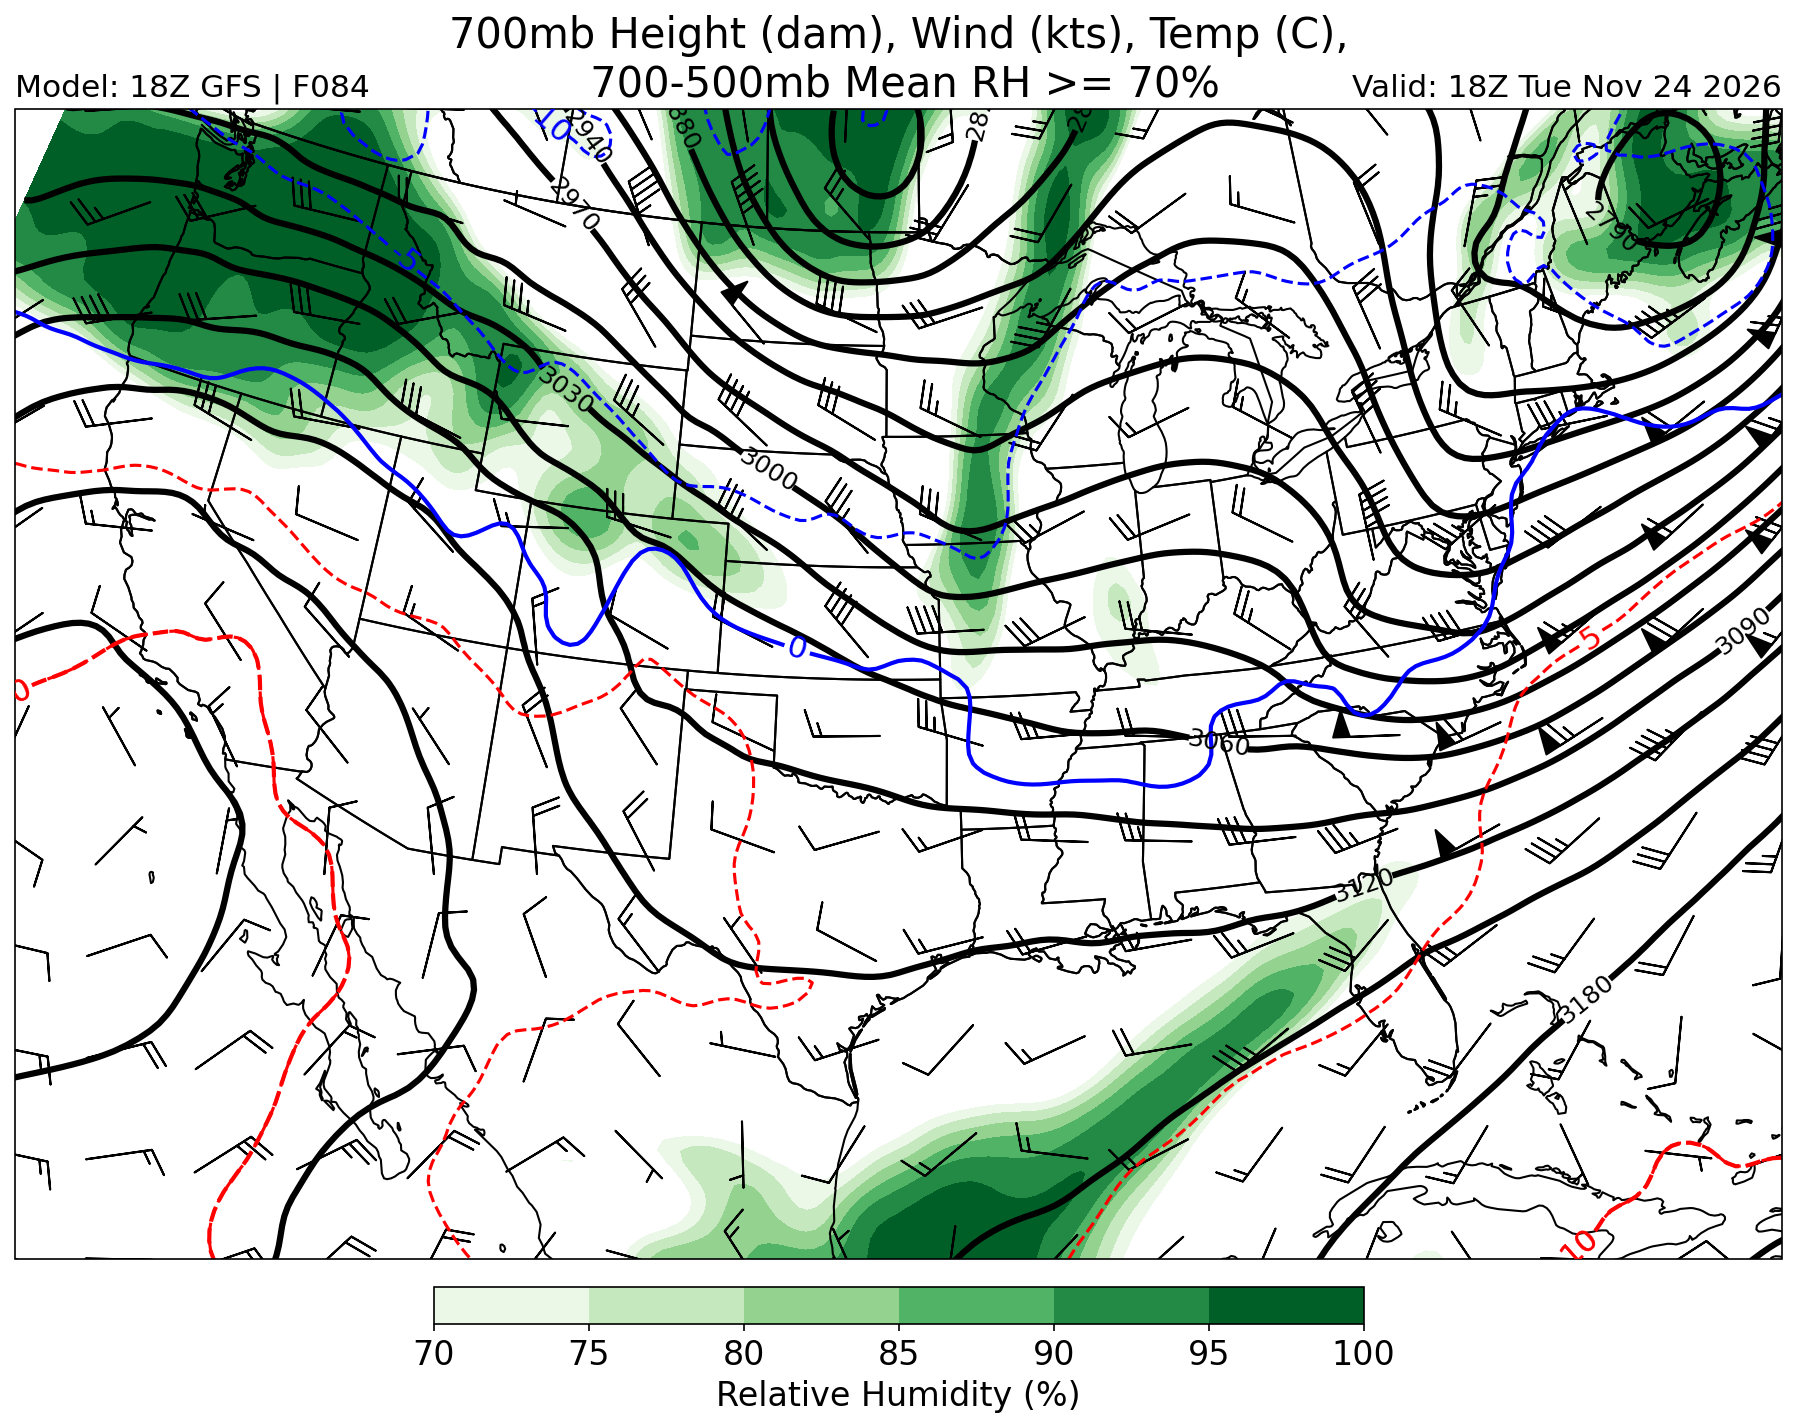 700mb Height (dam), Wind (kts), Temp (C),
700-500mb Mean RH >= 70%
Model: 18Z GFS | F084
Valid: 18Z Tue Nov 24 2026
2940
-10
2970
-5
2790
3030
3000
0
5
3090
3060
3120
3180
10
70 75 80 85 90 95 100
Relative Humidity (%)